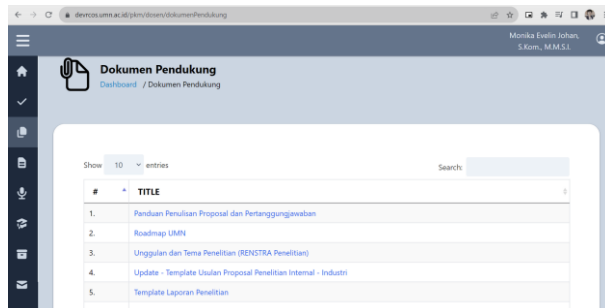 devrcos.umn.ac.id/pkm/dosen/dokumenPendukung
Monika Evelin Johan,
S.Kom., M.M.S.I.
Dokumen Pendukung
Dashboard / Dokumen Pendukung
Show 10 entries
Search:
# TITLE
1. Panduan Penulisan Proposal dan Pertanggungjawaban
2. Roadmap UMN
3. Unggulan dan Tema Penelitian (RENSTRA Penelitian)
4. Update - Template Usulan Proposal Penelitian Internal - Industri
5. Template Laporan Penelitian